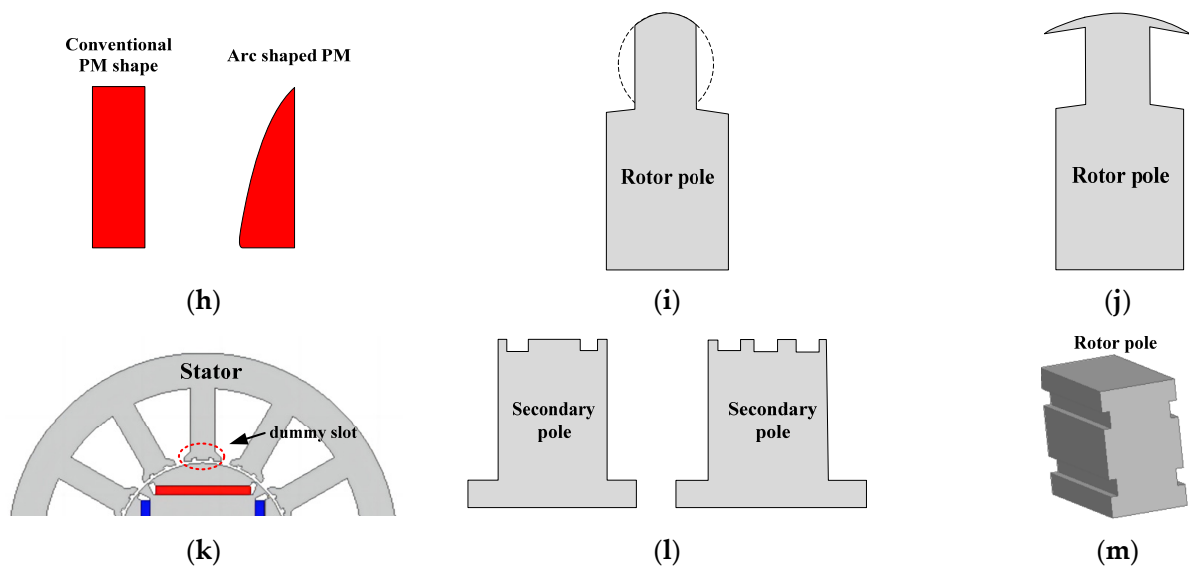 Conventional
PM shape
Arc shaped PM
Rotor pole
Rotor pole
(h)
(i)
(j)
Stator
dummy slot
Secondary
pole
Secondary
pole
Rotor pole
(k)
(l)
(m)